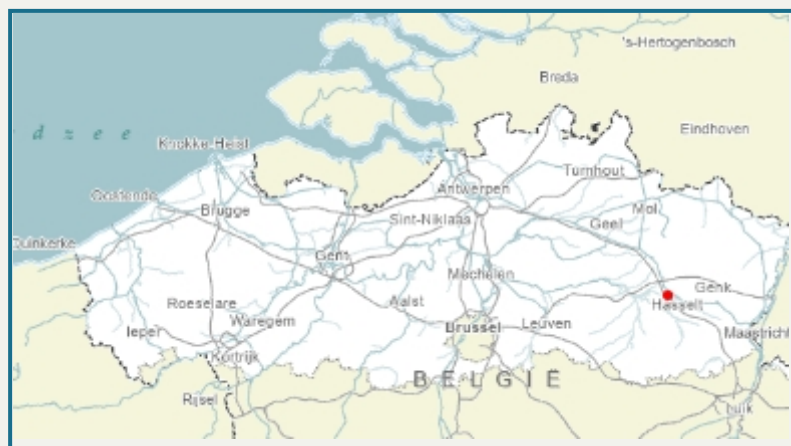 's-Hertogenbosch
Breda
Eindhoven
d z e e
Knokke-Heist
Turnhout
Antwerpen
Oostende
Mol
Brugge
Sint-Niklaas
Geel
Duinkerke
Gent
Mechelen
Genk
Roeselare
Aalst
Hasselt
Waregem
Brussel
Leuven
Ieper
Maastricht
Kortrijk
BELGIË
Rijsel
Luik